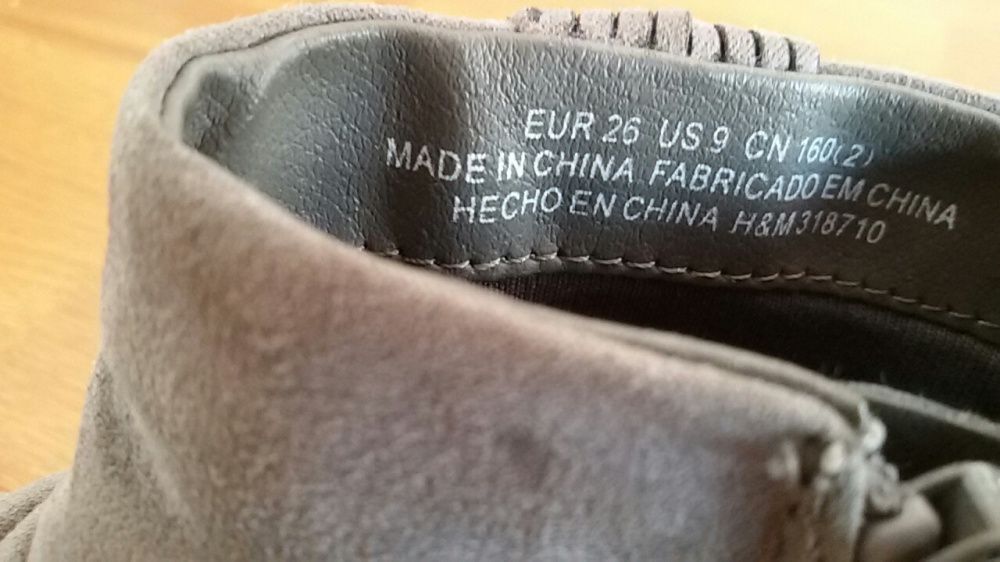 EUR 26 US 9 CN 160(2)
MADE IN CHINA FABRICADO EM CHINA
HECHO EN CHINA H&M318710